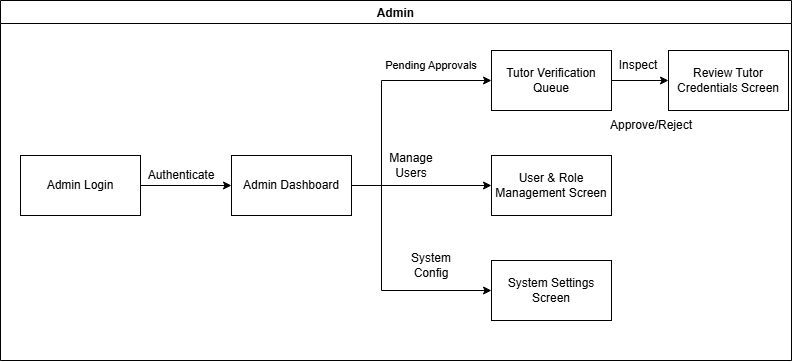 Admin
Pending Approvals
Tutor Verification
Queue
Inspect
Review Tutor
Credentials Screen
Approve/Reject
Admin Login
Authenticate
Admin Dashboard
Manage
Users
User & Role
Management Screen
System
Config
System Settings
Screen